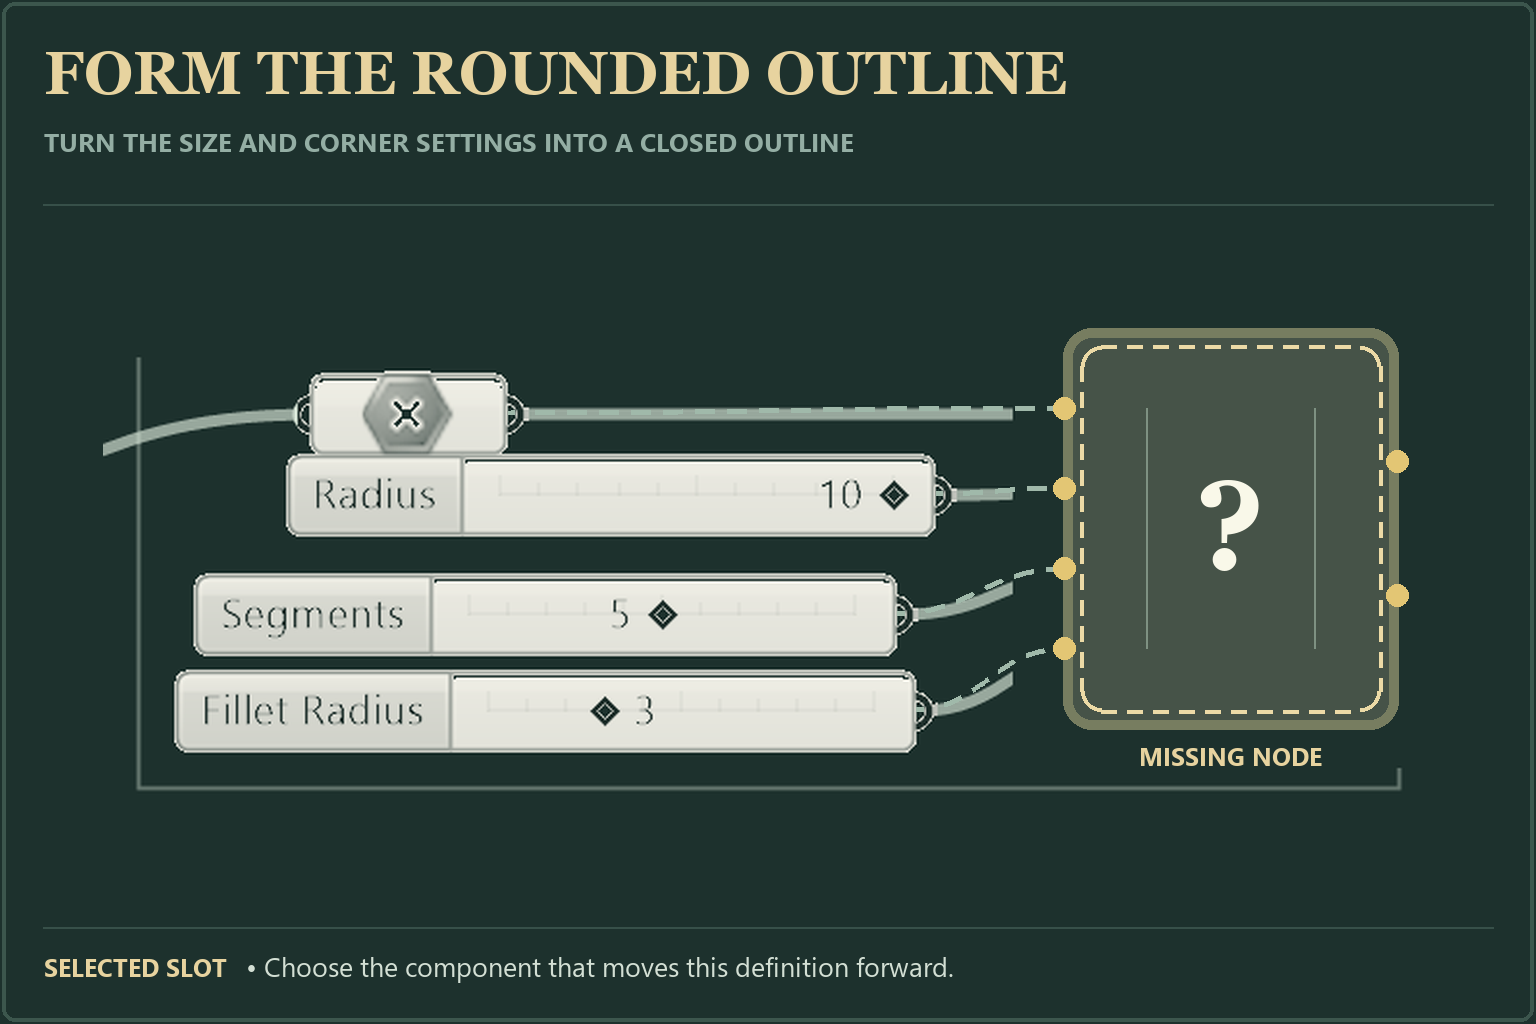 FORM THE ROUNDED OUTLINE
TURN THE SIZE AND CORNER SETTINGS INTO A CLOSED OUTLINE
Radius 10
Segments 5
Fillet Radius 3
?
MISSING NODE
SELECTED SLOT • Choose the component that moves this definition forward.